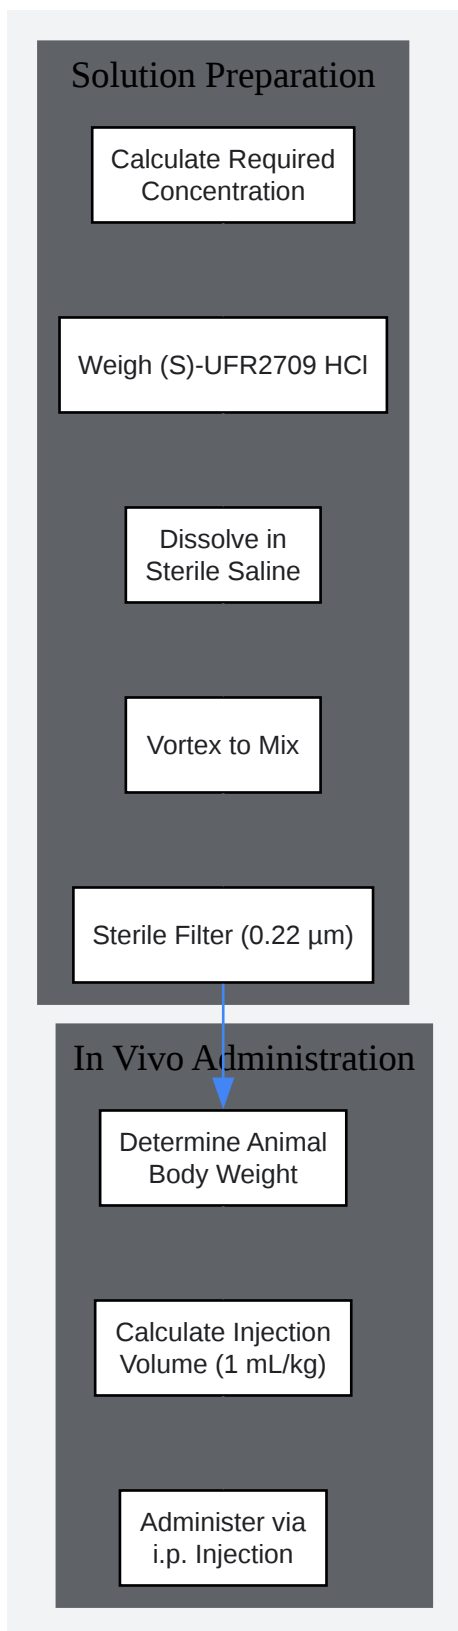 Solution Preparation
Calculate Required
Concentration
Weigh (S)-UFR2709 HCl
Dissolve in
Sterile Saline
Vortex to Mix
Sterile Filter (0.22 µm)
In Vivo Administration
Determine Animal
Body Weight
Calculate Injection
Volume (1 mL/kg)
Administer via
i.p. Injection